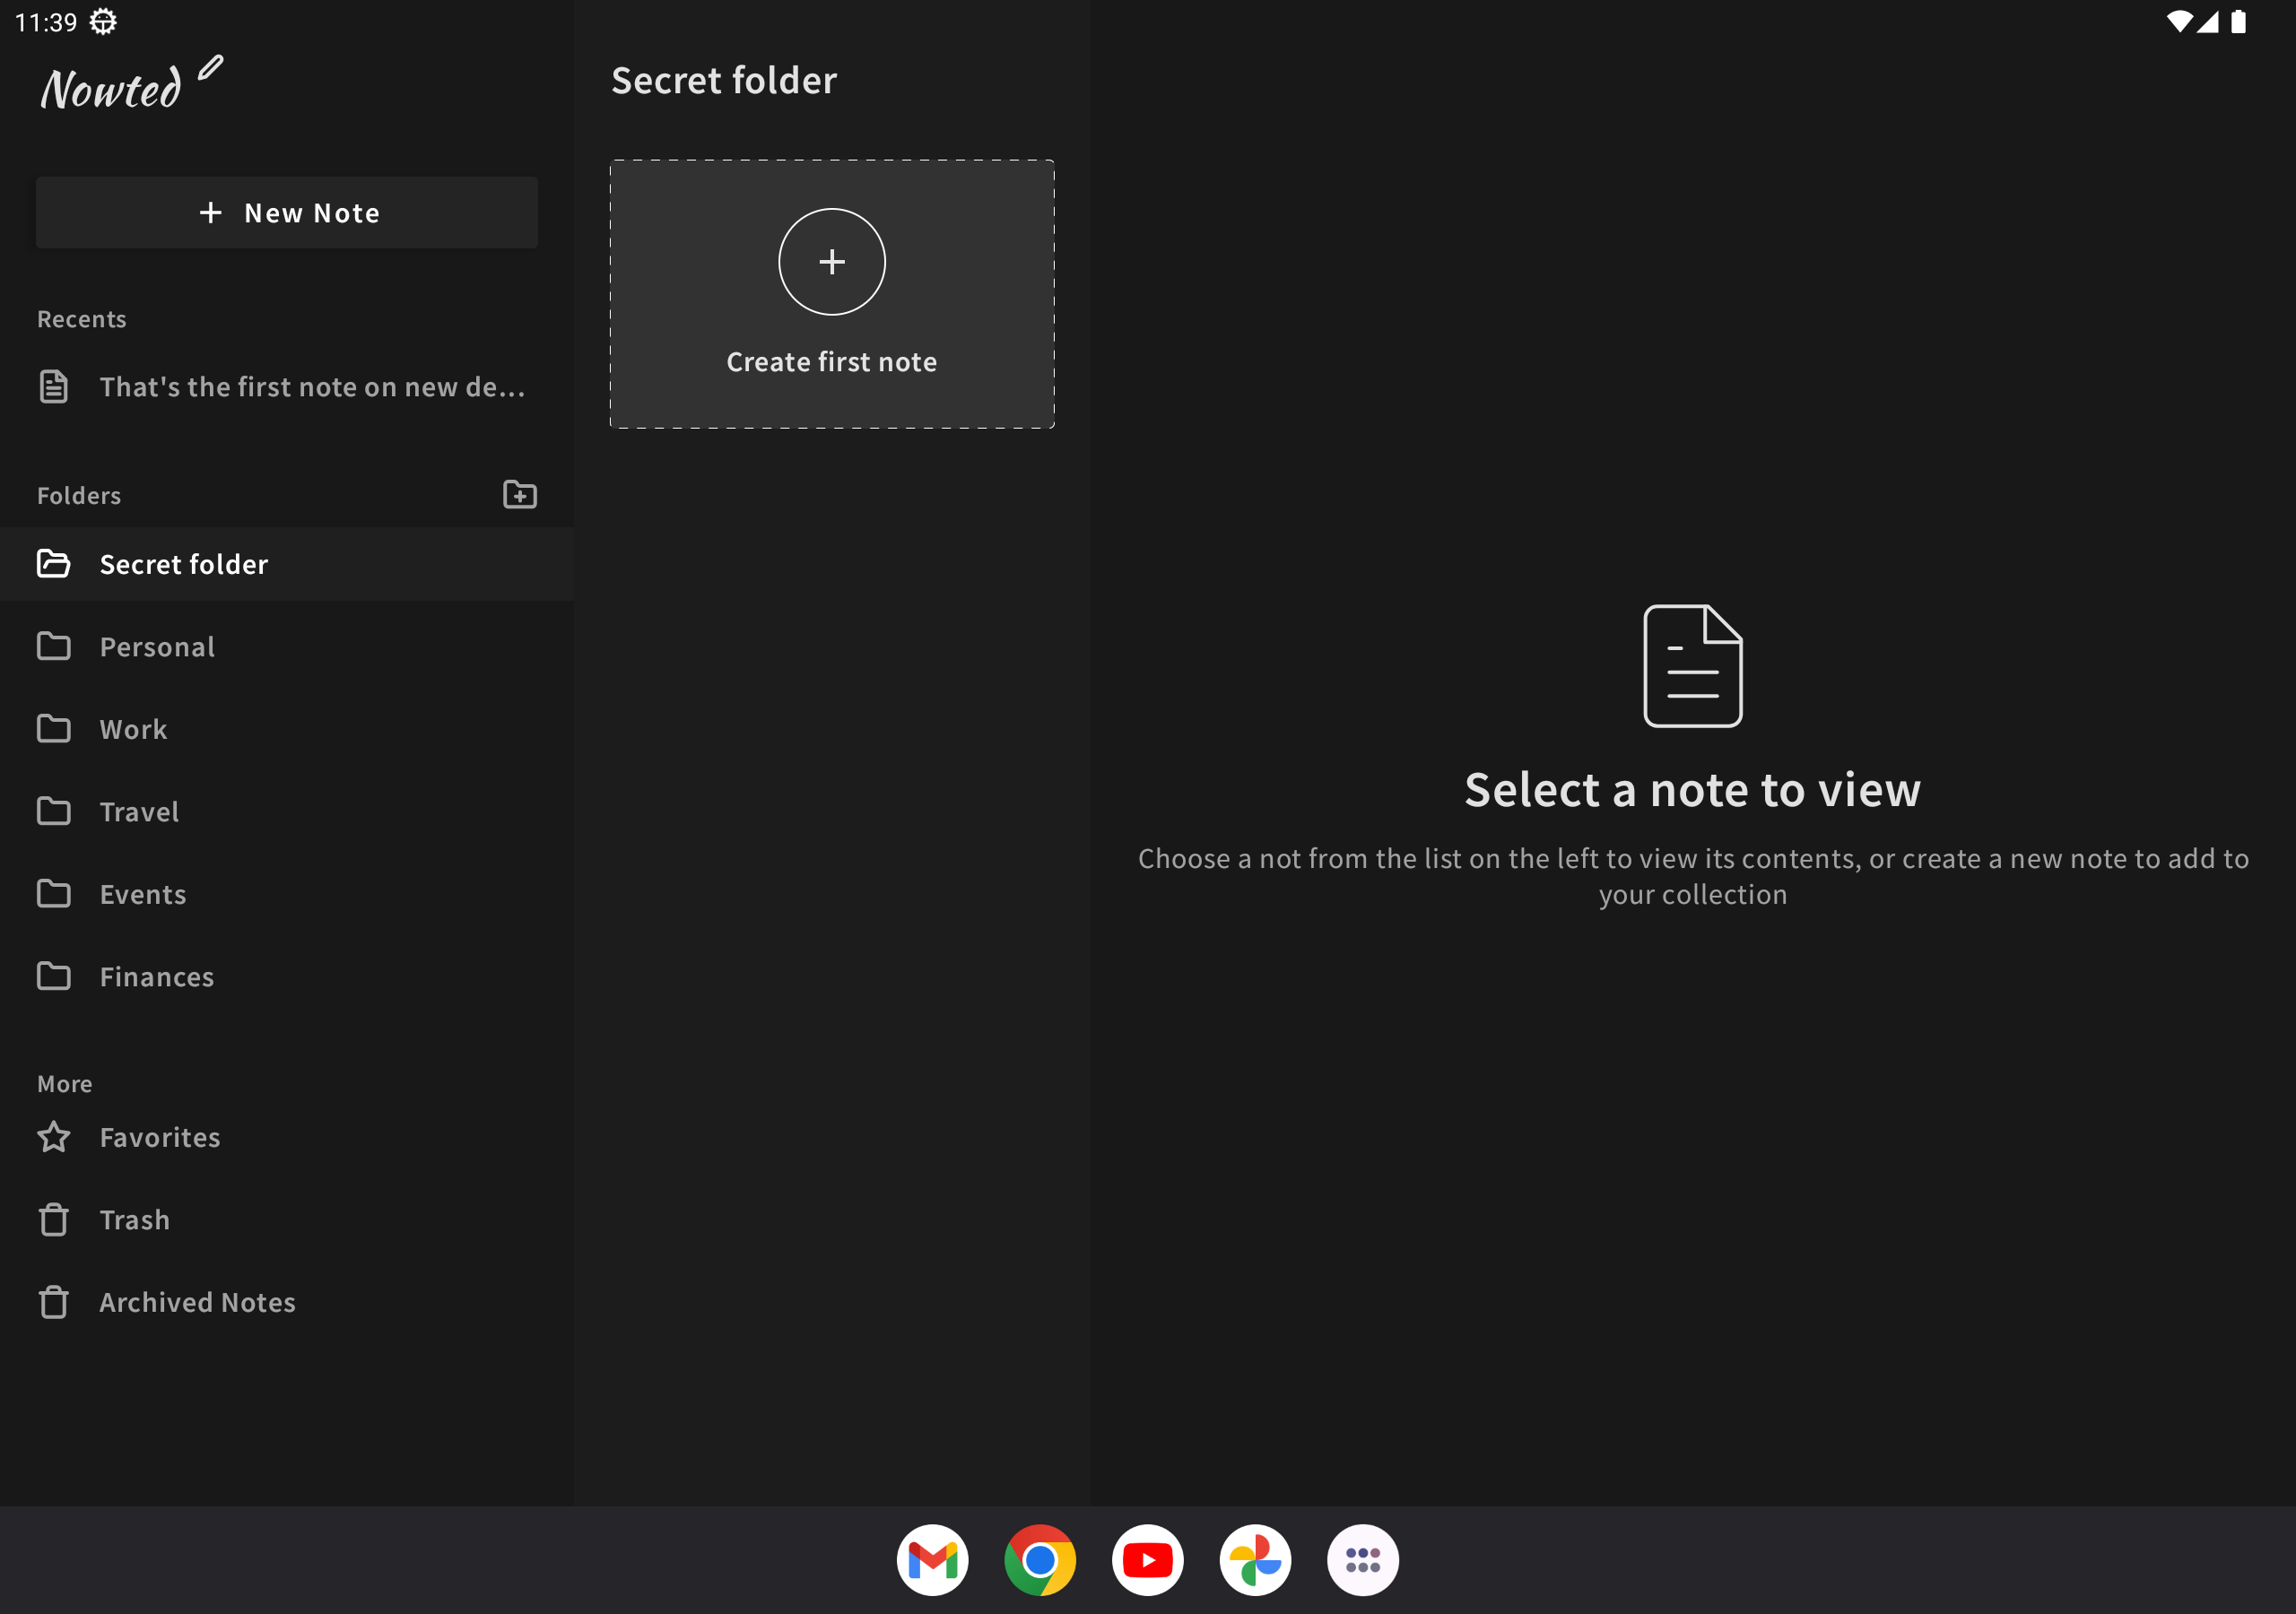 11:39
Nowted
New Note
Recents
That's the first note on new de...
Folders
Secret folder
Personal
Work
Travel
Events
Finances
More
Favorites
Trash
Archived Notes
Secret folder
Create first note
Select a note to view
Choose a not from the list on the left to view its contents, or create a new note to add to
your collection